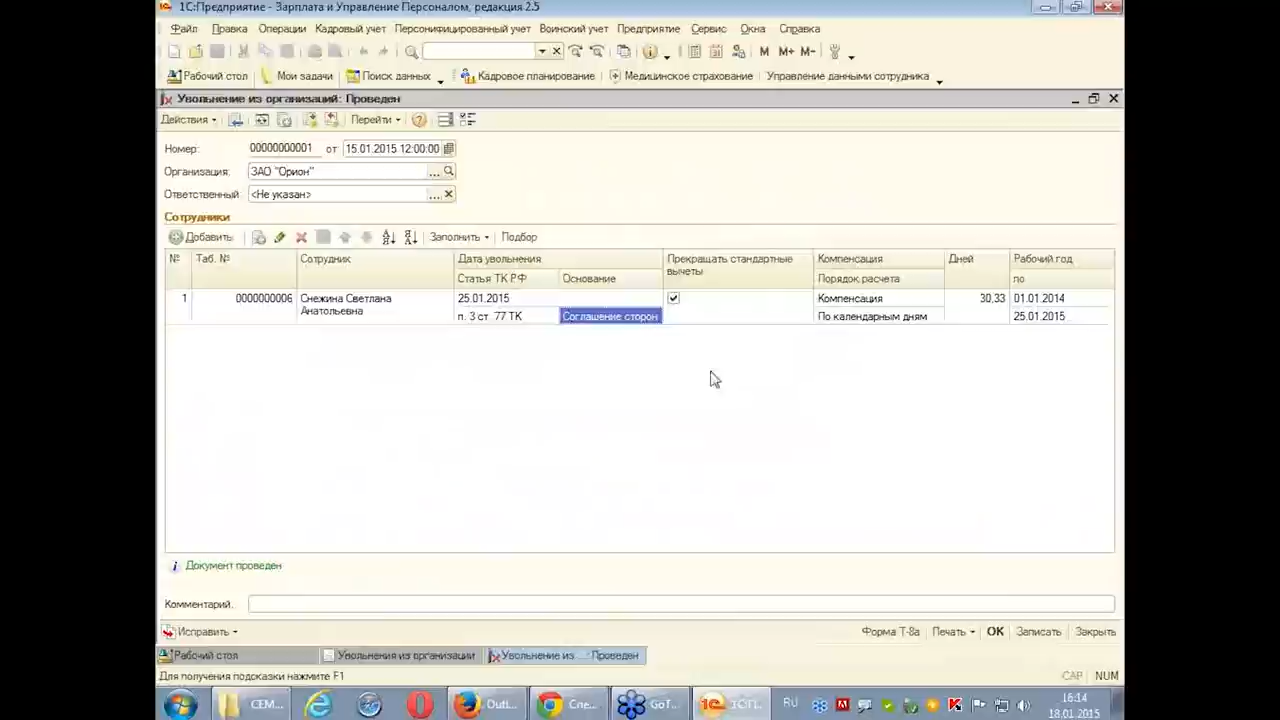 1С:Предприятие - Зарплата и Управление Персоналом, редакция 2.5
Файл Правка Операции Кадровый учет Персонифицированный учет Воинский учет Предприятие Сервис Окна Справка
M M+ M-
Рабочий стол Мои задачи Поиск данных Кадровое планирование Медицинское страхование Управление данными сотрудника
Увольнение из организаций: Проведен
Действия Перейти
Номер: 00000000001 от 15.01.2015 12:00:00
Организация: ЗАО "Орион" ...
Ответственный: <Не указан> ...
Сотрудники
Добавить Заполнить Подбор
№ Таб. № Сотрудник Дата увольнения Прекращать стандартные вычеты Компенсация Дней Рабочий год
Статья ТК РФ Основание Порядок расчета по
1 0000000006 Снежина Светлана Анатольевна 25.01.2015 Компенсация 30,33 01.01.2014
п. 3 ст. 77 ТК Соглашение сторон По календарным дням 25.01.2015
Документ проведен
Комментарий:
Исправить Форма Т-8а Печать OK Записать Закрыть
Рабочий стол Увольнения из организации Увольнение из ...: Проведен
Для получения подсказки нажмите F1 CAP NUM
СЕМ... Outl... Спе... GoT... RU 16:14
18.01.2015